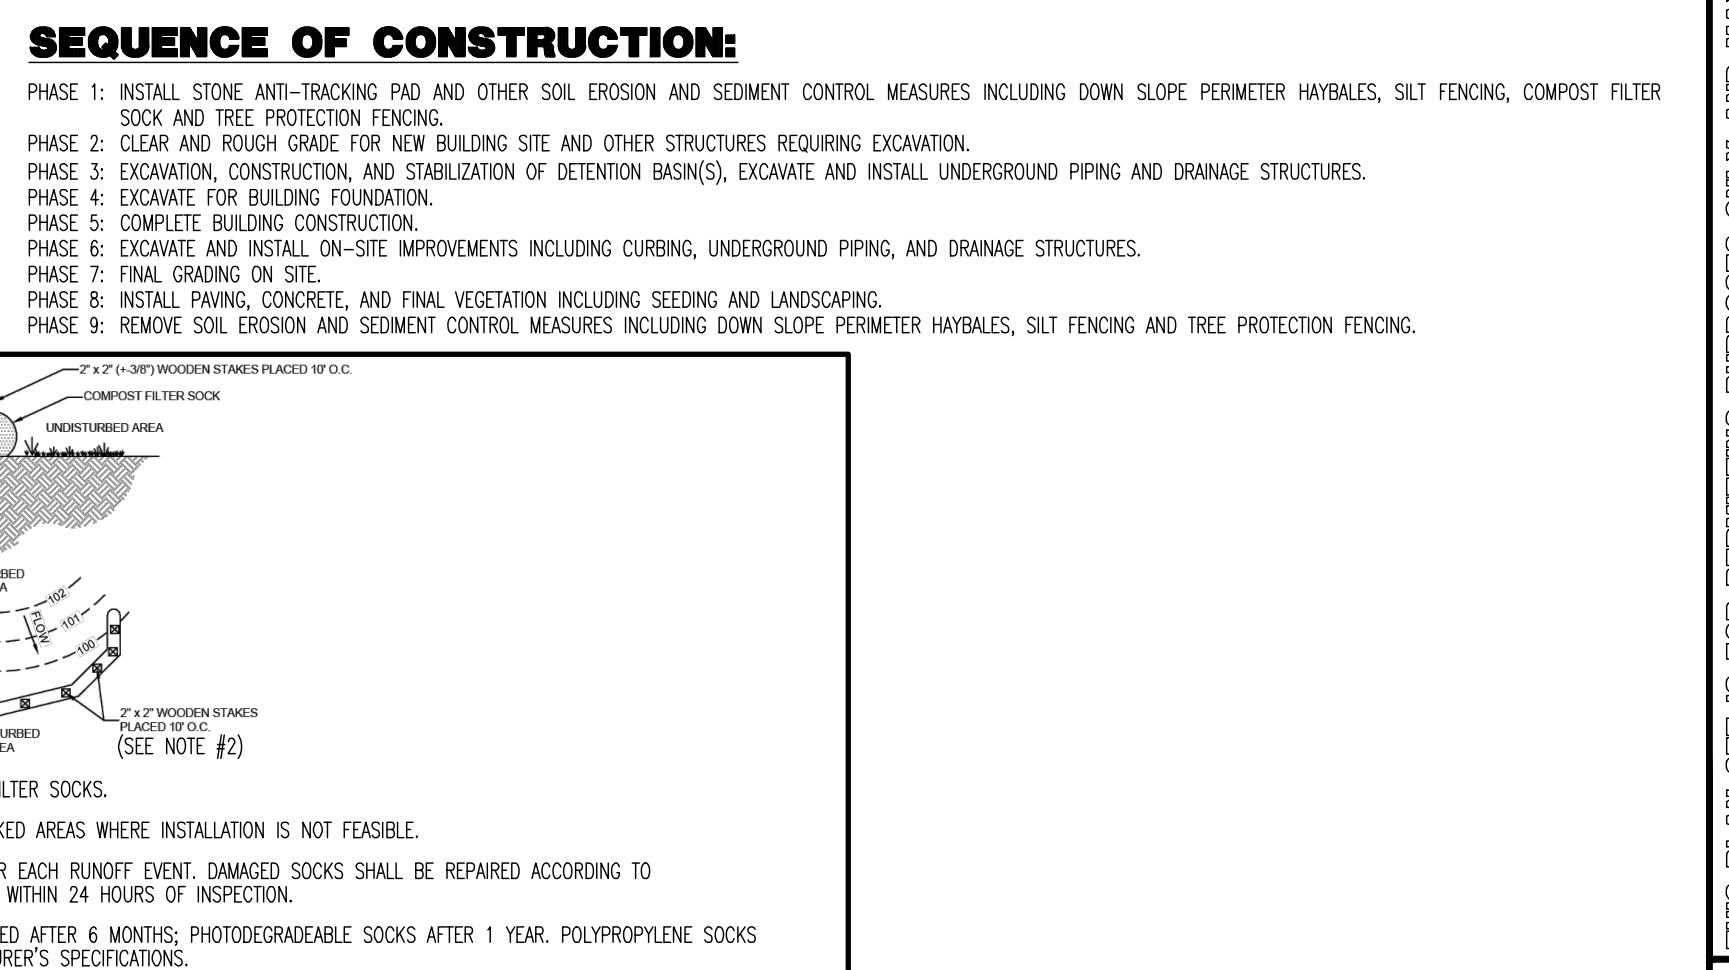 SEQUENCE OF CONSTRUCTION:
PHASE 1: INSTALL STONE ANTI-TRACKING PAD AND OTHER SOIL EROSION AND SEDIMENT CONTROL MEASURES INCLUDING DOWN SLOPE PERIMETER HAYBALES, SILT FENCING, COMPOST FILTER
SOCK AND TREE PROTECTION FENCING.
PHASE 2: CLEAR AND ROUGH GRADE FOR NEW BUILDING SITE AND OTHER STRUCTURES REQUIRING EXCAVATION.
PHASE 3: EXCAVATION, CONSTRUCTION, AND STABILIZATION OF DETENTION BASIN(S), EXCAVATE AND INSTALL UNDERGROUND PIPING AND DRAINAGE STRUCTURES.
PHASE 4: EXCAVATE FOR BUILDING FOUNDATION.
PHASE 5: COMPLETE BUILDING CONSTRUCTION.
PHASE 6: EXCAVATE AND INSTALL ON-SITE IMPROVEMENTS INCLUDING CURBING, UNDERGROUND PIPING, AND DRAINAGE STRUCTURES.
PHASE 7: FINAL GRADING ON SITE.
PHASE 8: INSTALL PAVING, CONCRETE, AND FINAL VEGETATION INCLUDING SEEDING AND LANDSCAPING.
PHASE 9: REMOVE SOIL EROSION AND SEDIMENT CONTROL MEASURES INCLUDING DOWN SLOPE PERIMETER HAYBALES, SILT FENCING AND TREE PROTECTION FENCING.
2" x 2" (+-3/8") WOODEN STAKES PLACED 10' O.C.
COMPOST FILTER SOCK
UNDISTURBED AREA
BED
A
102
101
100
FLOW
2" x 2" WOODEN STAKES
PLACED 10' O.C.
(SEE NOTE #2)
URBED
EA
ILTER SOCKS.
KED AREAS WHERE INSTALLATION IS NOT FEASIBLE.
R EACH RUNOFF EVENT. DAMAGED SOCKS SHALL BE REPAIRED ACCORDING TO
WITHIN 24 HOURS OF INSPECTION.
ED AFTER 6 MONTHS; PHOTODEGRADEABLE SOCKS AFTER 1 YEAR. POLYPROPYLENE SOCKS
URER'S SPECIFICATIONS.